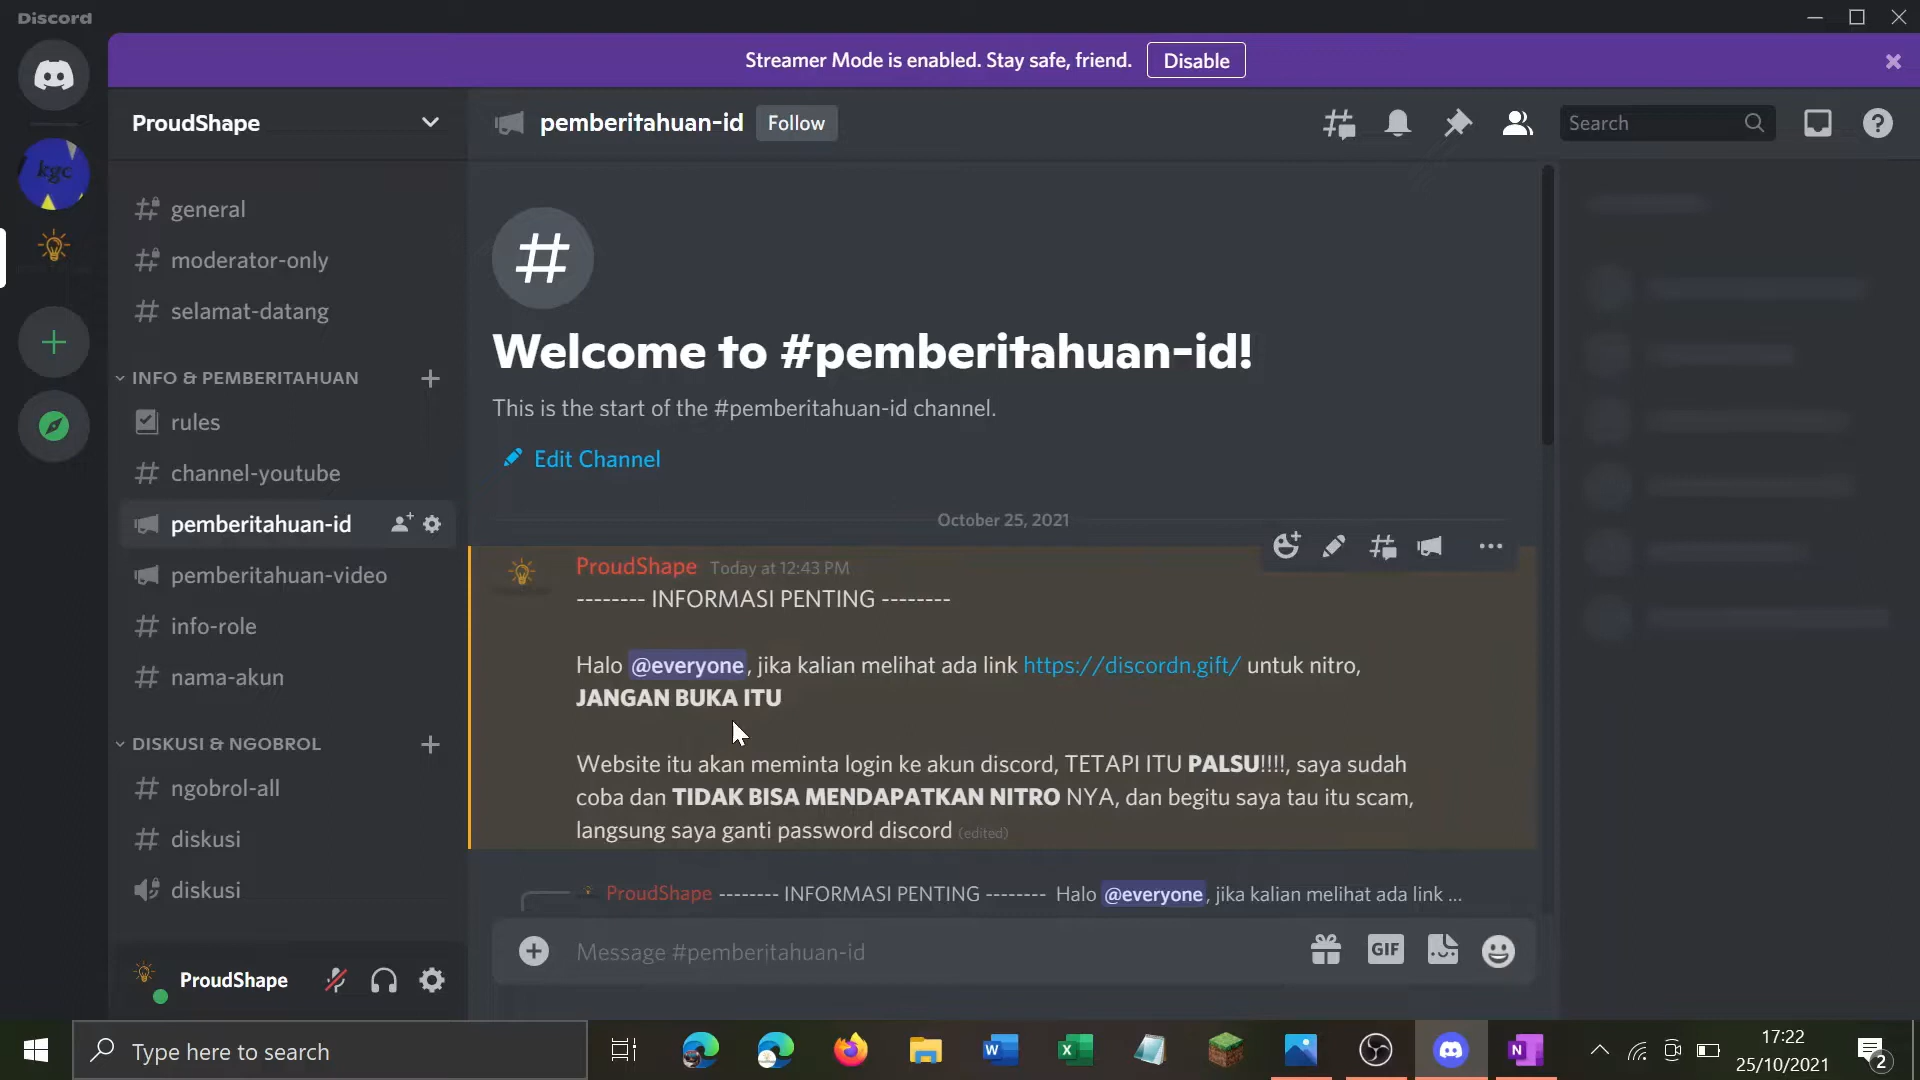 Discord
Streamer Mode is enabled. Stay safe, friend.
Disable
kgc
ProudShape
pemberitahuan-id
Follow
Search
general
moderator-only
selamat-datang
INFO & PEMBERITAHUAN
rules
channel-youtube
pemberitahuan-id
pemberitahuan-video
info-role
nama-akun
DISKUSI & NGOBROL
ngobrol-all
diskusi
diskusi
ProudShape
Welcome to #pemberitahuan-id!
This is the start of the #pemberitahuan-id channel.
Edit Channel
October 25, 2021
ProudShape Today at 12:43 PM
-------- INFORMASI PENTING --------
Halo @everyone, jika kalian melihat ada link https://discordn.gift/ untuk nitro,
JANGAN BUKA ITU
Website itu akan meminta login ke akun discord, TETAPI ITU PALSU!!!!, saya sudah
coba dan TIDAK BISA MENDAPATKAN NITRO NYA, dan begitu saya tau itu scam,
langsung saya ganti password discord (edited)
ProudShape -------- INFORMASI PENTING -------- Halo @everyone, jika kalian melihat ada link ...
Message #pemberitahuan-id
GIF
Type here to search
17:22
25/10/2021
2